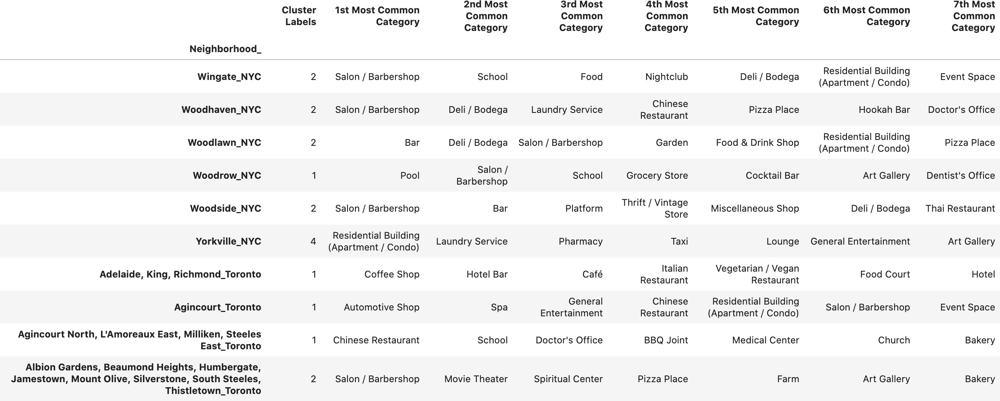 Cluster Labels	1st Most Common Category	2nd Most Common Category	3rd Most Common Category	4th Most Common Category	5th Most Common Category	6th Most Common Category	7th Most Common Category
Neighborhood_
Wingate_NYC	2	Salon / Barbershop	School	Food	Nightclub	Deli / Bodega	Residential Building (Apartment / Condo)	Event Space
Woodhaven_NYC	2	Salon / Barbershop	Deli / Bodega	Laundry Service	Chinese Restaurant	Pizza Place	Hookah Bar	Doctor's Office
Woodlawn_NYC	2	Bar	Deli / Bodega	Salon / Barbershop	Garden	Food & Drink Shop	Residential Building (Apartment / Condo)	Pizza Place
Woodrow_NYC	1	Pool	Salon / Barbershop	School	Grocery Store	Cocktail Bar	Art Gallery	Dentist's Office
Woodside_NYC	2	Salon / Barbershop	Bar	Platform	Thrift / Vintage Store	Miscellaneous Shop	Deli / Bodega	Thai Restaurant
Yorkville_NYC	4	Residential Building (Apartment / Condo)	Laundry Service	Pharmacy	Taxi	Lounge	General Entertainment	Art Gallery
Adelaide, King, Richmond_Toronto	1	Coffee Shop	Hotel Bar	Café	Italian Restaurant	Vegetarian / Vegan Restaurant	Food Court	Hotel
Agincourt_Toronto	1	Automotive Shop	Spa	General Entertainment	Chinese Restaurant	Residential Building (Apartment / Condo)	Salon / Barbershop	Event Space
Agincourt North, L'Amoreaux East, Milliken, Steeles East_Toronto	1	Chinese Restaurant	School	Doctor's Office	BBQ Joint	Medical Center	Church	Bakery
Albion Gardens, Beaumond Heights, Humbergate, Jamestown, Mount Olive, Silverstone, South Steeles, Thistletown_Toronto	2	Salon / Barbershop	Movie Theater	Spiritual Center	Pizza Place	Farm	Art Gallery	Bakery